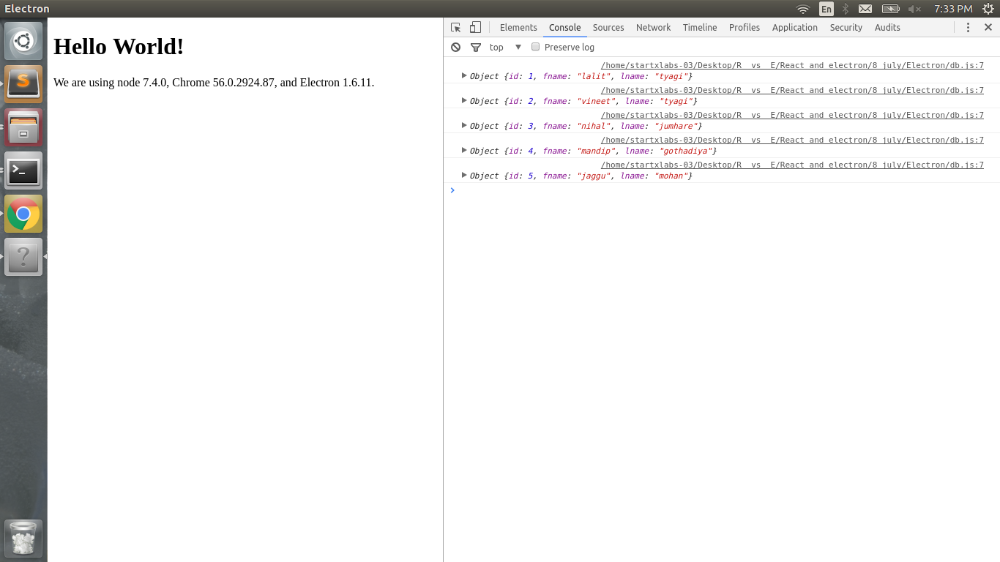 Electron
En
7:33 PM
Hello World!
We are using node 7.4.0, Chrome 56.0.2924.87, and Electron 1.6.11.
Elements Console Sources Network Timeline Profiles Application Security Audits
top Preserve log
/home/startxlabs-03/Desktop/R  vs  E/React and electron/8 july/Electron/db.js:7
Object {id: 1, fname: "lalit", lname: "tyagi"}
/home/startxlabs-03/Desktop/R  vs  E/React and electron/8 july/Electron/db.js:7
Object {id: 2, fname: "vineet", lname: "tyagi"}
/home/startxlabs-03/Desktop/R  vs  E/React and electron/8 july/Electron/db.js:7
Object {id: 3, fname: "nihal", lname: "jumhare"}
/home/startxlabs-03/Desktop/R  vs  E/React and electron/8 july/Electron/db.js:7
Object {id: 4, fname: "mandip", lname: "gothadiya"}
/home/startxlabs-03/Desktop/R  vs  E/React and electron/8 july/Electron/db.js:7
Object {id: 5, fname: "jaggu", lname: "mohan"}